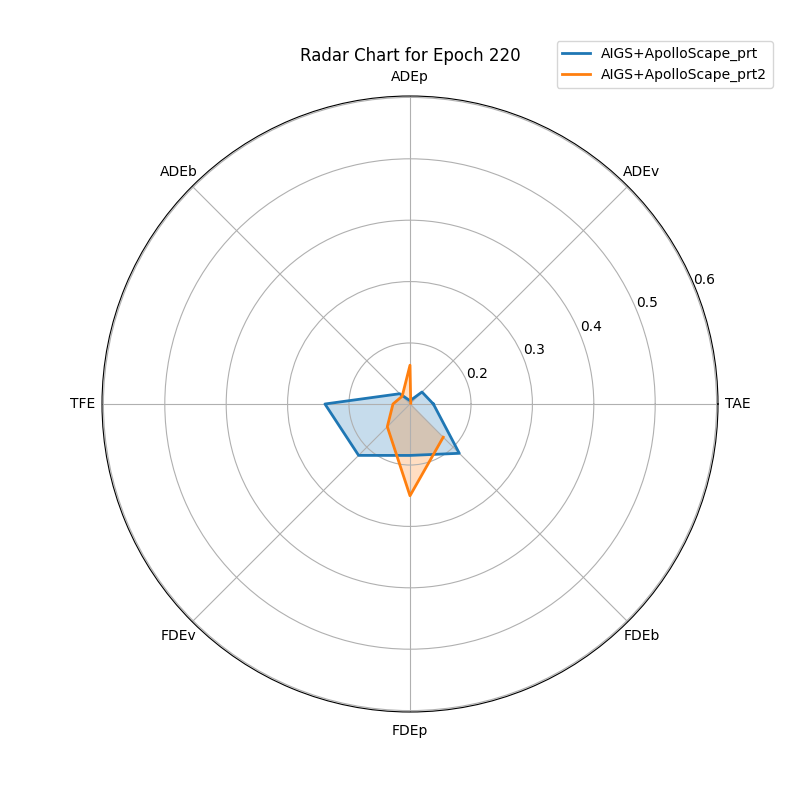 Radar Chart for Epoch 220
AIGS+ApolloScape_prt
AIGS+ApolloScape_prt2
ADEp
ADEb
ADEv
0.6
0.5
0.4
0.3
0.2
TFE
TAE
FDEv
FDEb
FDEp